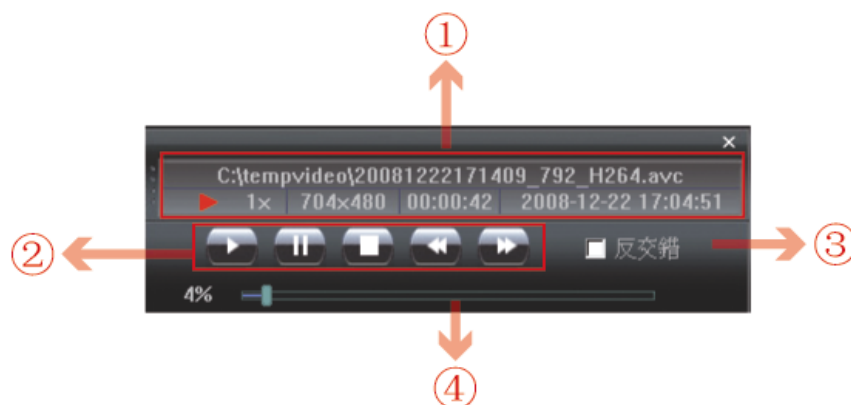 ①
×
C:\tempvideo\20081222171409_792_H264.avc
1× 704×480 00:00:42 2008-12-22 17:04:51
②
反交錯
③
4%
④